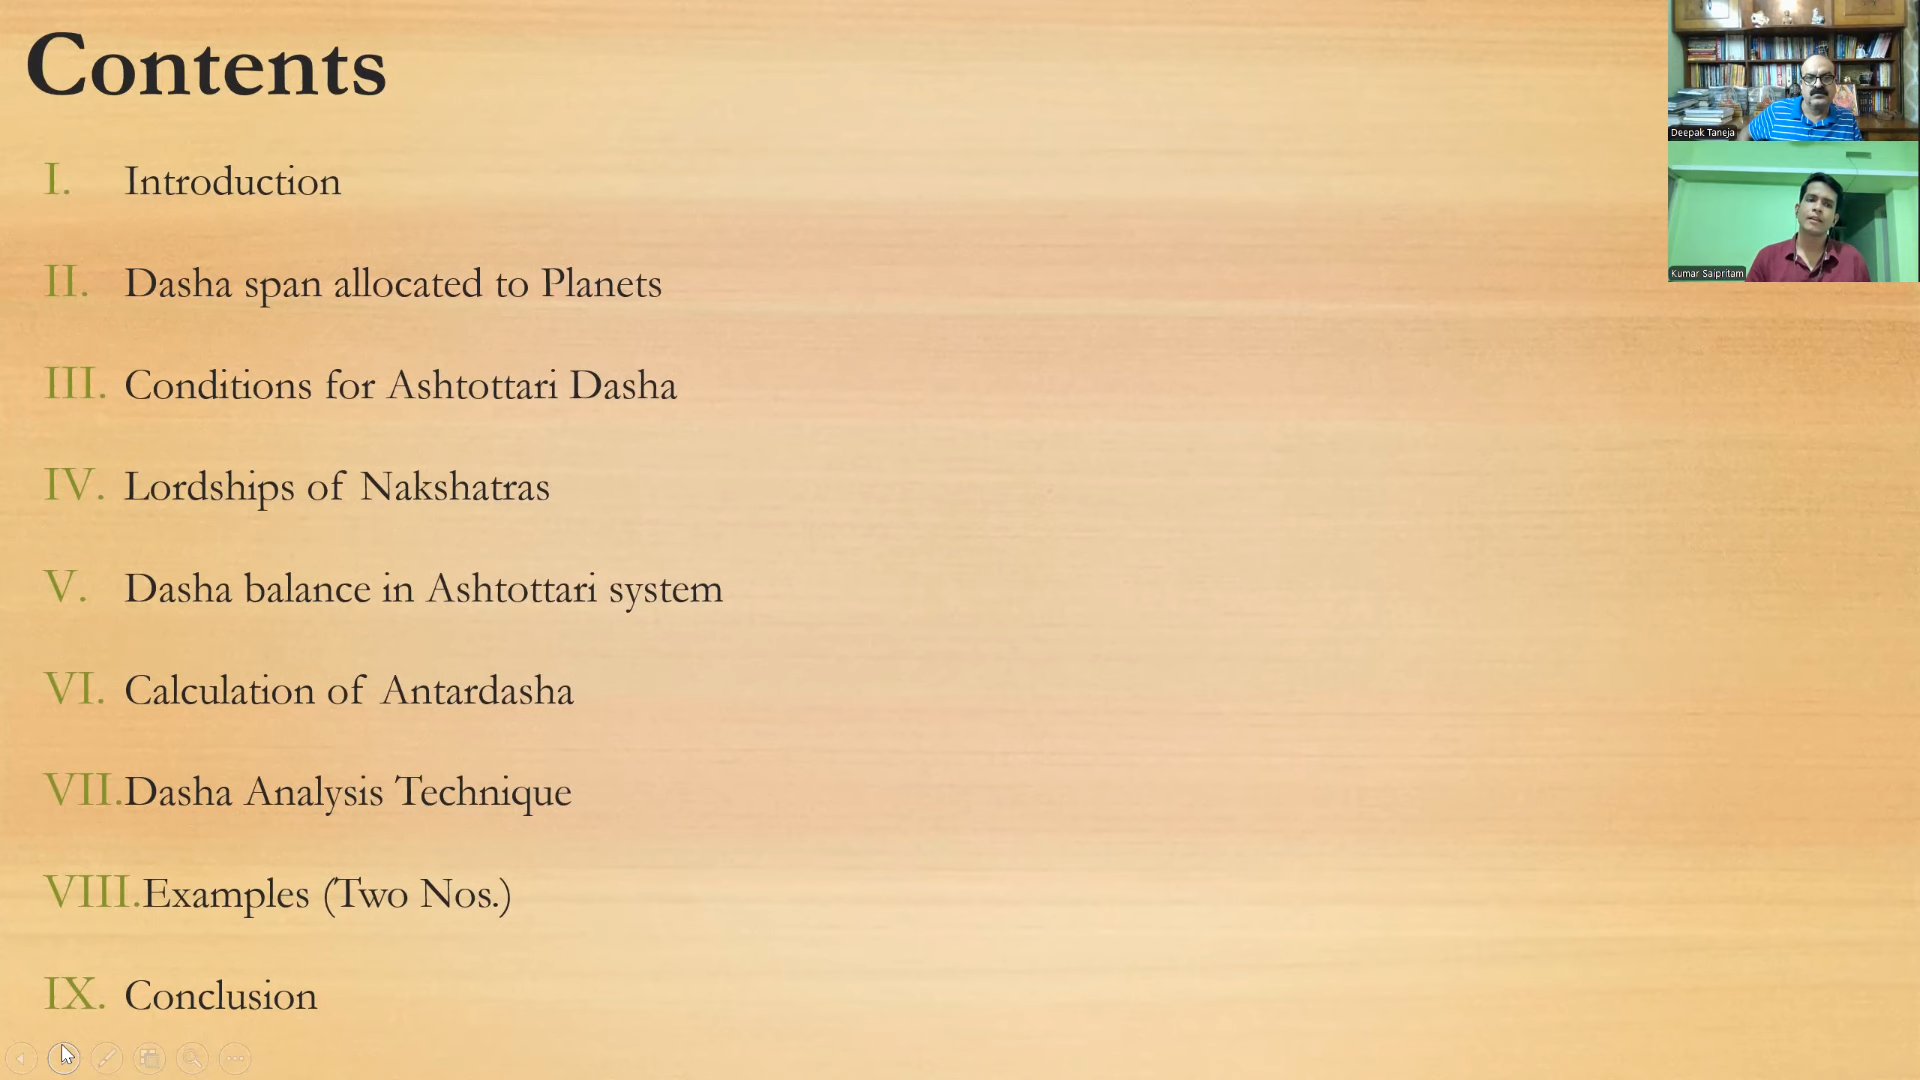 Contents
I. Introduction
II. Dasha span allocated to Planets
III. Conditions for Ashtottari Dasha
IV. Lordships of Nakshatras
V. Dasha balance in Ashtottari system
VI. Calculation of Antardasha
VII.Dasha Analysis Technique
VIII.Examples (Two Nos.)
IX. Conclusion
Deepak Taneja
Kumar Saipritam